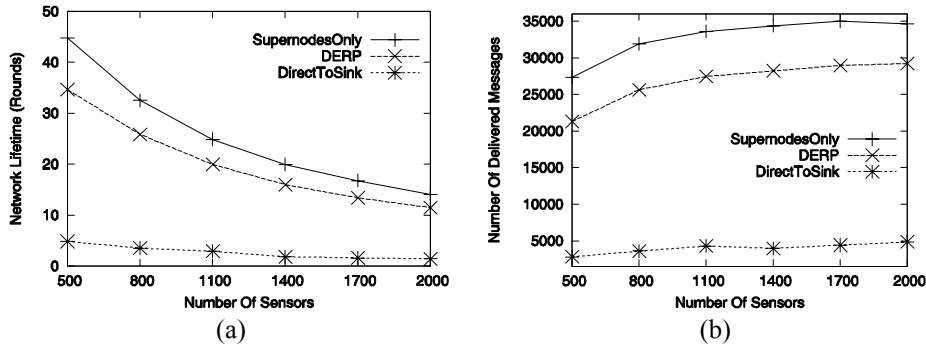 50
40
30
20
10
0
Network Lifetime (Rounds)
SupernodesOnly
DERP
DirectToSink
500 800 1100 1400 1700 2000
Number Of Sensors
(a)
35000
30000
25000
20000
15000
10000
5000
Number Of Delivered Messages
SupernodesOnly
DERP
DirectToSink
500 800 1100 1400 1700 2000
Number Of Sensors
(b)